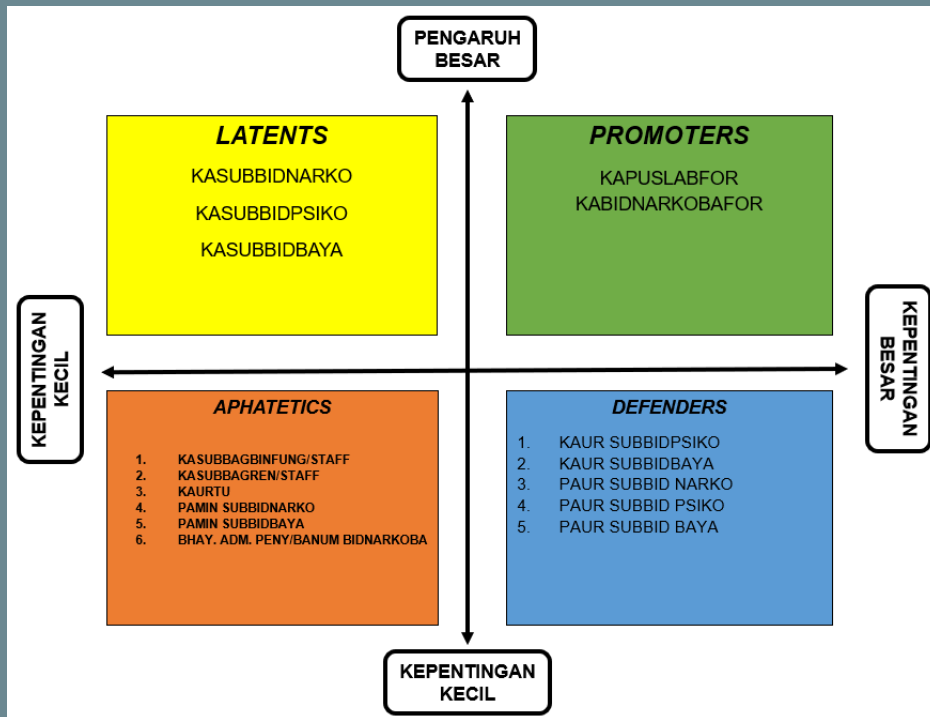 PENGARUH
BESAR
LATENTS
KASUBBIDNARKO
KASUBBIDPSIKO
KASUBBIDBAYA
PROMOTERS
KAPUSLABFOR
KABIDNARKOBAFOR
KEPENTINGAN
KECIL
KEPENTINGAN
BESAR
APHATETICS
1. KASUBBAGBINFUNG/STAFF
2. KASUBBAGREN/STAFF
3. KAURTU
4. PAMIN SUBBIDNARKO
5. PAMIN SUBBIDBAYA
6. BHAY. ADM. PENY/BANUM BIDNARKOBA
DEFENDERS
1. KAUR SUBBIDPSIKO
2. KAUR SUBBIDBAYA
3. PAUR SUBBID NARKO
4. PAUR SUBBID PSIKO
5. PAUR SUBBID BAYA
KEPENTINGAN
KECIL